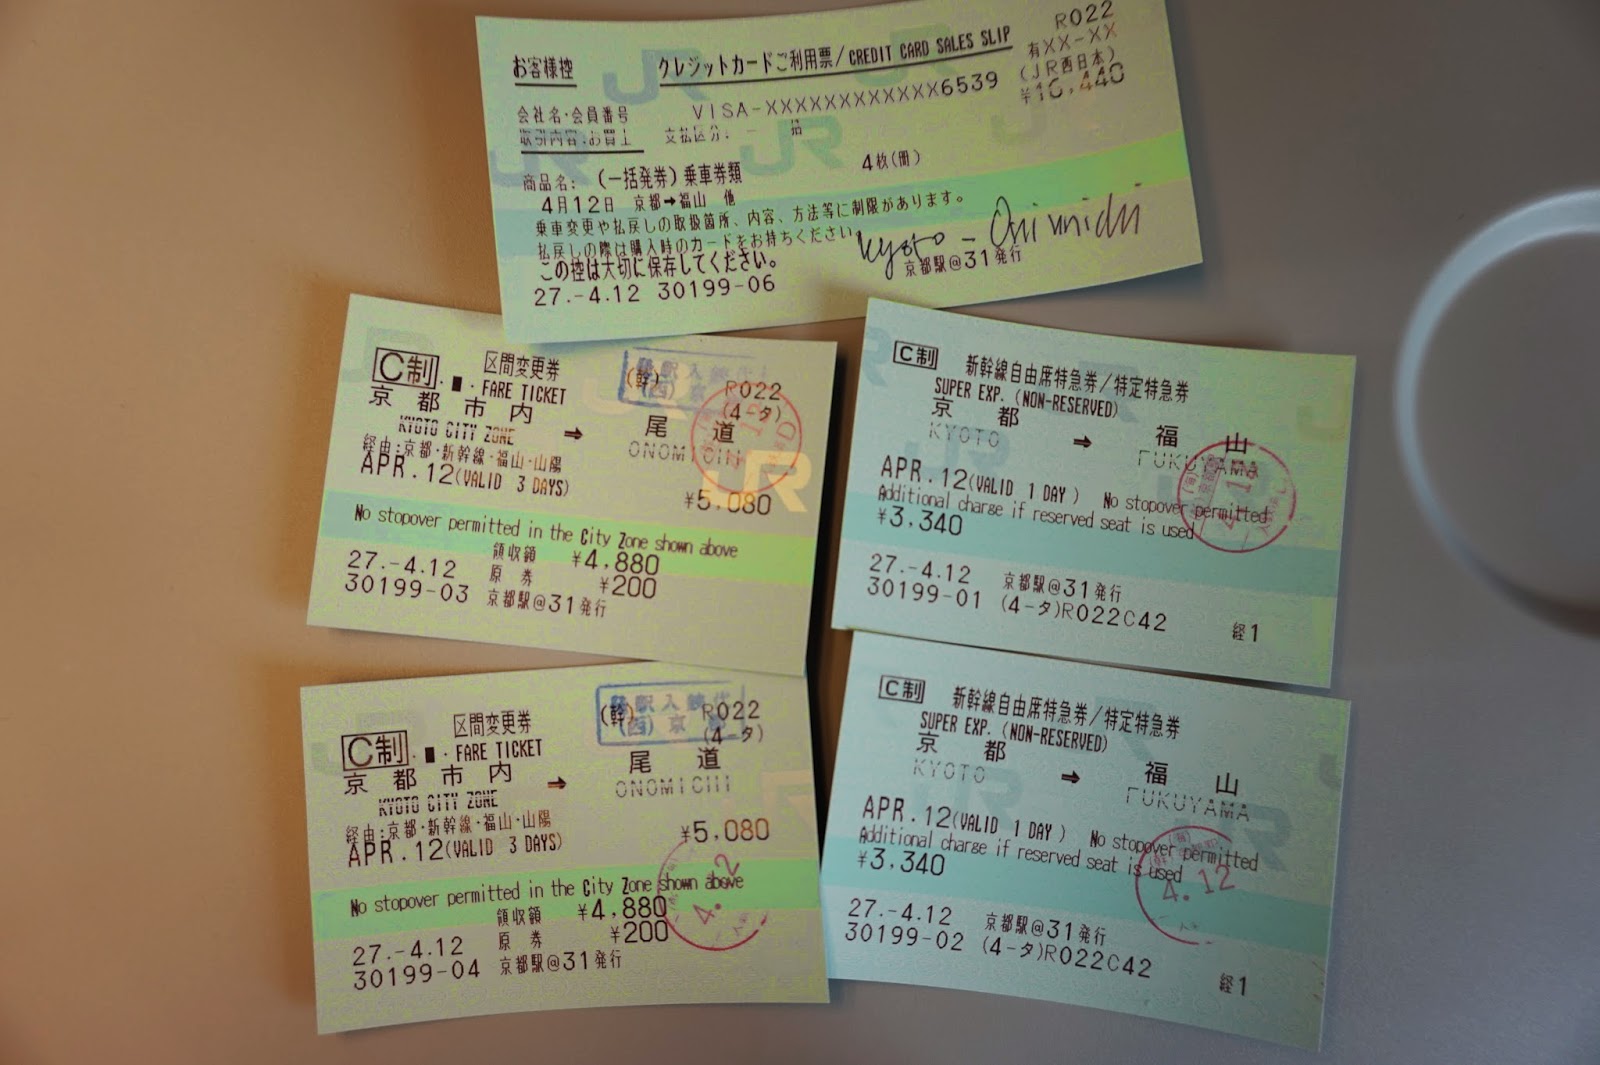 R022
お客様控 クレジットカードご利用票/CREDIT CARD SALES SLIP 有XX-XX
(JR西日本)
会社名・会員番号 VISA-XXXXXXXXXXXX6539 ¥16,440
取引内容:お買上 支払区分: 一 括
商品名: (一括発券)乗車券類 4枚(冊)
4月12日 京都➡福山 他
乗車変更や払戻しの取扱箇所、内容、方法等に制限があります。
払戻しの際は購入時のカードをお持ちください。
Kyoto - Onimichi
この控は大切に保存してください。 京都駅@31発行
27.-4.12 30199-06
C制 区間変更券 (幹) R022
・■・FARE TICKET (4-タ)
京都市内 ➡ 尾道
KYOTO CITY ZONE ONOMICHI
経由:京都・新幹線・福山・山陽
APR.12(VALID 3 DAYS) ¥5,080
No stopover permitted in the City Zone shown above
領収額 ¥4,880
27.-4.12 原券 ¥200
30199-03 京都駅@31発行
C制 新幹線自由席特急券/特定特急券
SUPER EXP. (NON-RESERVED)
京都 ➡ 福山
KYOTO FUKUYAMA
APR.12(VALID 1 DAY) No stopover permitted
Additional charge if reserved seat is used
¥3,340
27.-4.12 京都駅@31発行
30199-01 (4-タ)R022C42 経1
C制 区間変更券 (幹) R022
・■・FARE TICKET (4-タ)
京都市内 ➡ 尾道
KYOTO CITY ZONE ONOMICHI
経由:京都・新幹線・福山・山陽
APR.12(VALID 3 DAYS) ¥5,080
No stopover permitted in the City Zone shown above
領収額 ¥4,880
27.-4.12 原券 ¥200
30199-04 京都駅@31発行
C制 新幹線自由席特急券/特定特急券
SUPER EXP. (NON-RESERVED)
京都 ➡ 福山
KYOTO FUKUYAMA
APR.12(VALID 1 DAY) No stopover permitted
Additional charge if reserved seat is used
¥3,340
4.12
27.-4.12 京都駅@31発行
30199-02 (4-タ)R022C42 経1